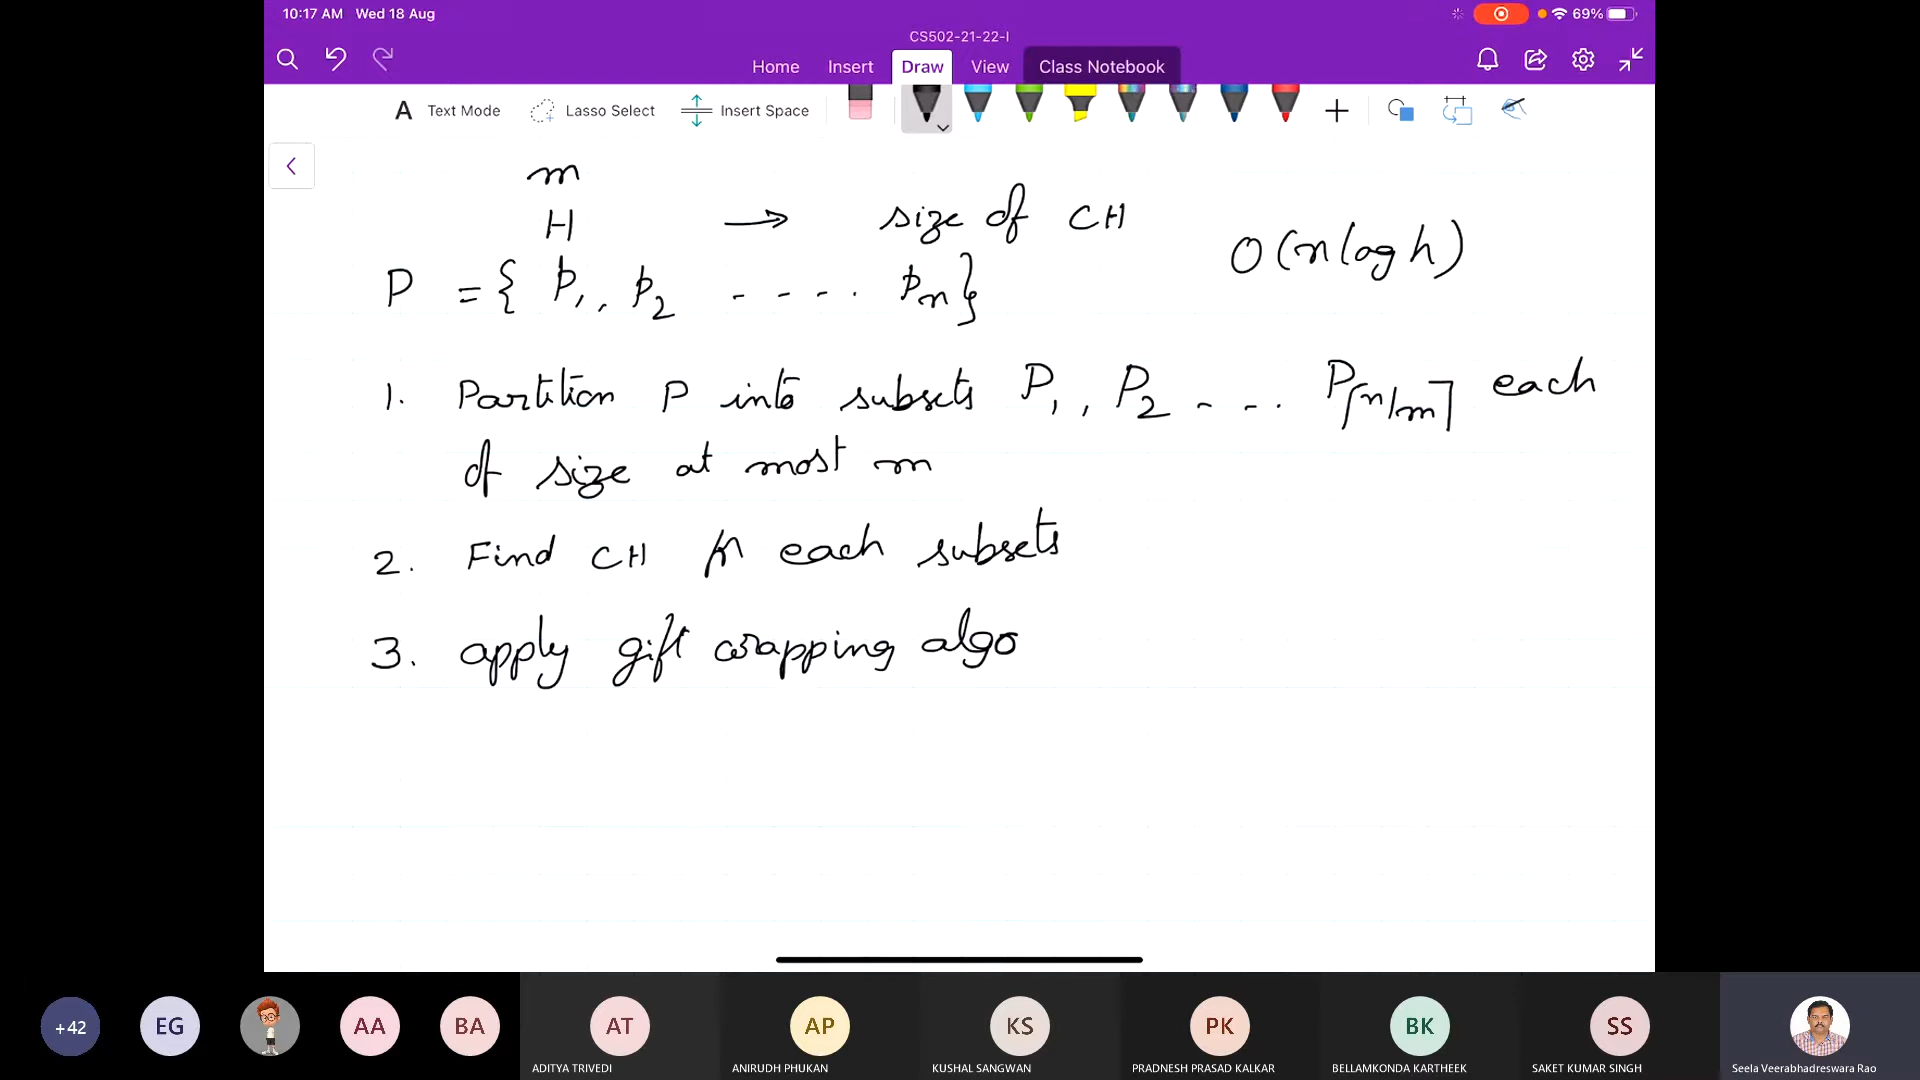 10:17 AM Wed 18 Aug
69%
CS502-21-22-I
Home Insert Draw View Class Notebook
A Text Mode Lasso Select Insert Space
m
H → size of CH
O(n log h)
P = { p₁, p₂ - - - . . pₙ}
1. Partition P into subsets P₁, P₂ - - .. P⌈n/m⌉ each
of size at most m
2. Find CH for each subsets
3. apply gift wrapping algo
+42 EG AA BA AT AP KS PK BK SS
ADITYA TRIVEDI ANIRUDH PHUKAN KUSHAL SANGWAN PRADNESH PRASAD KALKAR BELLAMKONDA KARTHEEK SAKET KUMAR SINGH Seela Veerabhadreswara Rao